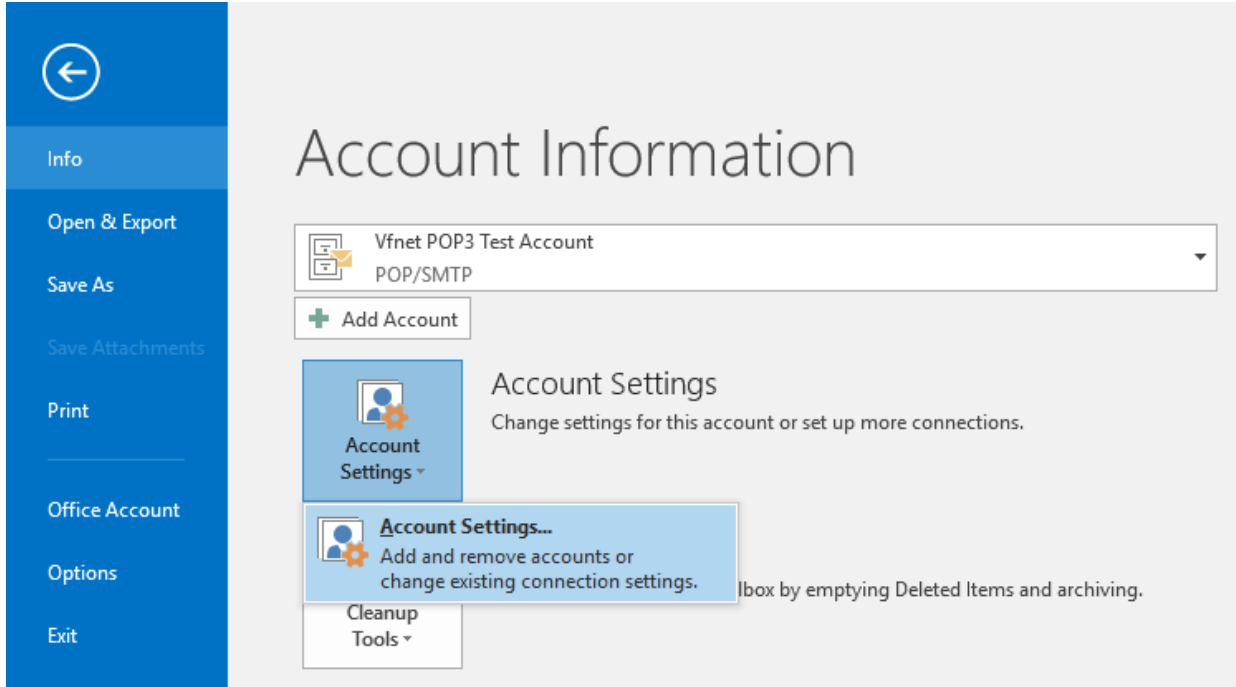 Info
Open & Export
Save As
Save Attachments
Print
Office Account
Options
Exit
Account Information
Vfnet POP3 Test Account
POP/SMTP
Add Account
Account
Settings
Account Settings
Change settings for this account or set up more connections.
Account Settings...
Add and remove accounts or
change existing connection settings.
by emptying Deleted Items and archiving.
Cleanup
Tools